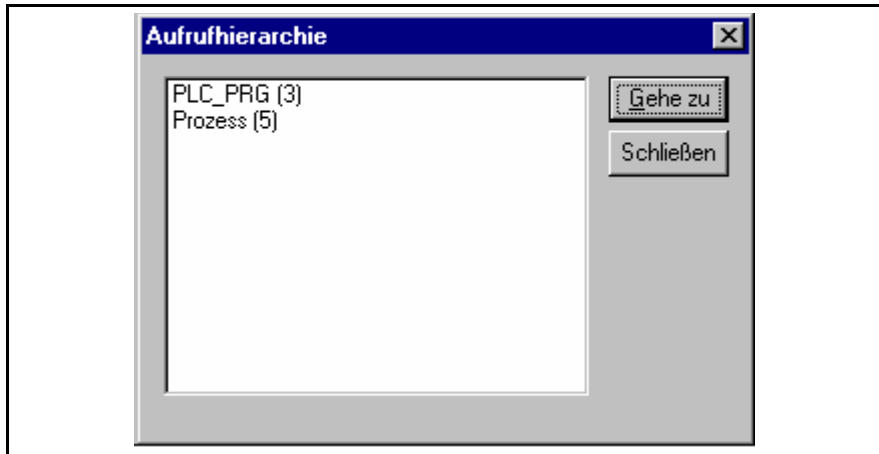 Aufrufhierarchie
PLC_PRG (3)
Prozess (5)
Gehe zu
Schließen